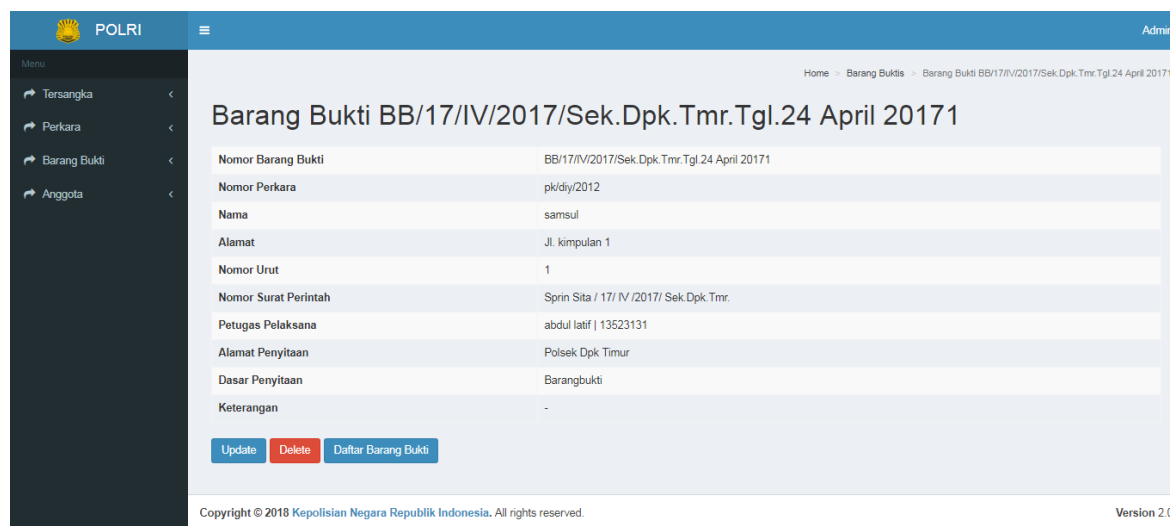 POLRI
Admin
Menu
Home > Barang Buktis > Barang Bukti BB/17/IV/2017/Sek.Dpk.Tmr.Tgl.24 April 20171
Tersangka
Perkara
Barang Bukti
Anggota
Barang Bukti BB/17/IV/2017/Sek.Dpk.Tmr.Tgl.24 April 20171
Nomor Barang Bukti BB/17/IV/2017/Sek.Dpk.Tmr.Tgl.24 April 20171
Nomor Perkara pk/diy/2012
Nama samsul
Alamat Jl. kimpulan 1
Nomor Urut 1
Nomor Surat Perintah Sprin Sita / 17/ IV /2017/ Sek.Dpk.Tmr.
Petugas Pelaksana abdul latif | 13523131
Alamat Penyitaan Polsek Dpk Timur
Dasar Penyitaan Barangbukti
Keterangan -
Update Delete Daftar Barang Bukti
Copyright © 2018 Kepolisian Negara Republik Indonesia. All rights reserved. Version 2.0